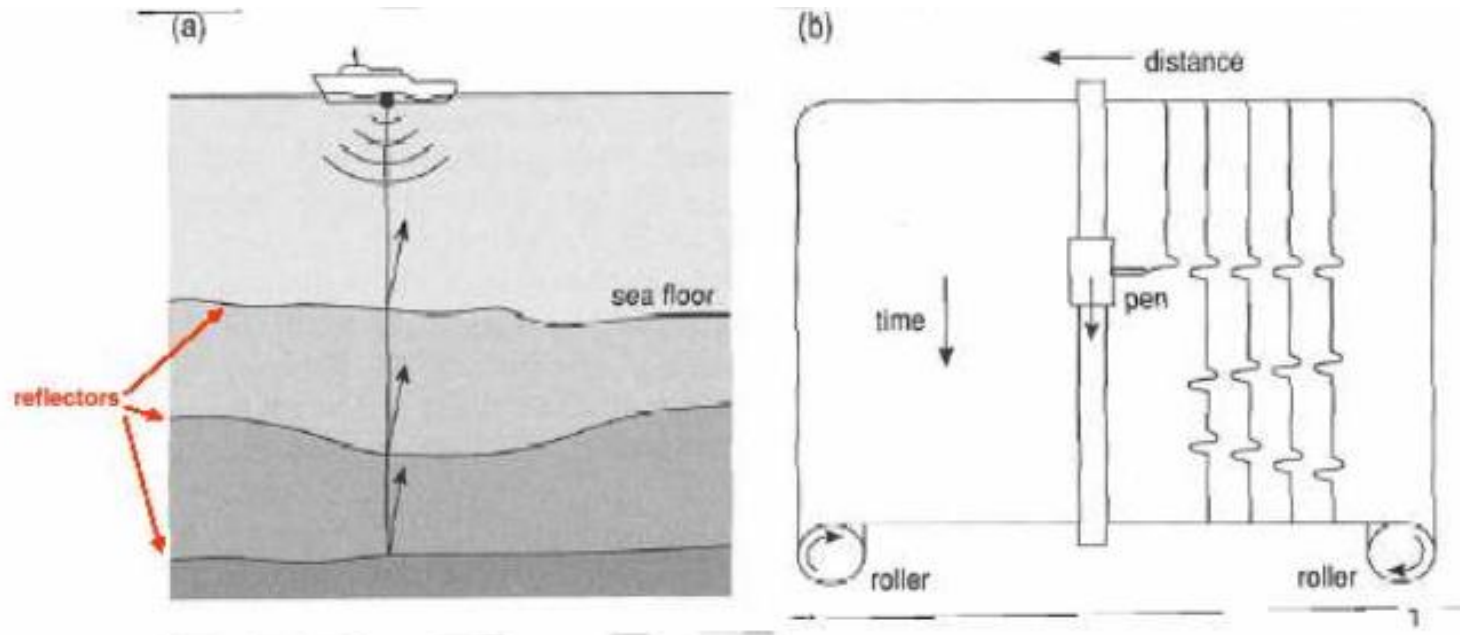 (a)
sea floor
reflectors
(b)
distance
pen
time
roller
roller